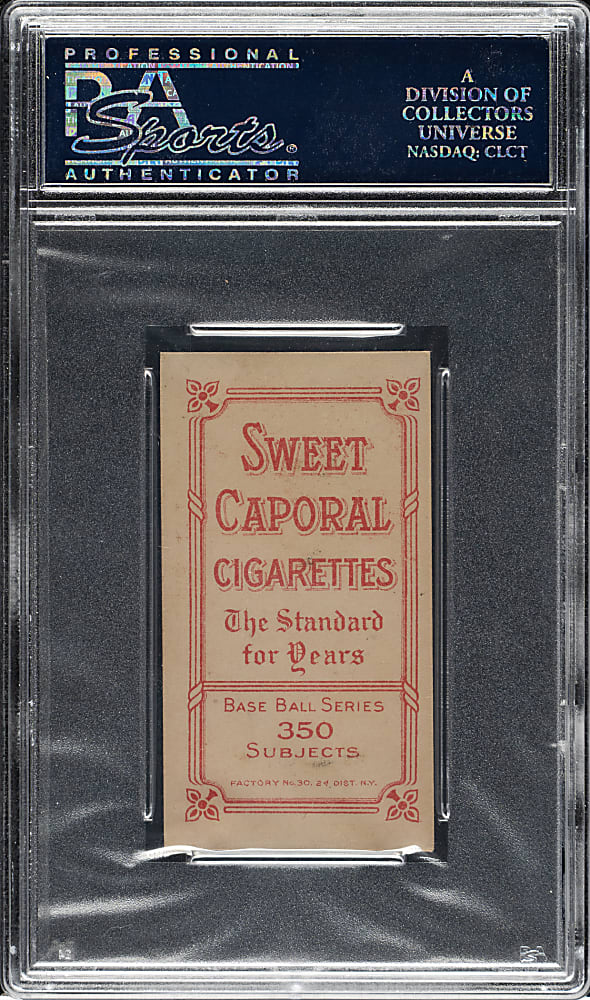 PROFESSIONAL
PSA
Sports®
AUTHENTICATOR
A
DIVISION OF
COLLECTORS
UNIVERSE
NASDAQ: CLCT
SWEET
CAPORAL
CIGARETTES
The Standard
for Years
BASE BALL SERIES
350
SUBJECTS
FACTORY No. 30, 2d DIST. N.Y.